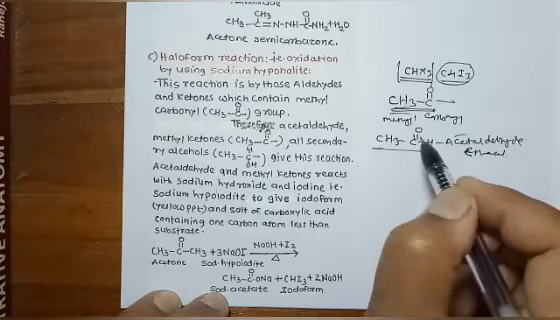 CH₃
CH₃-C=N-NH-C-NH₂+H₂O
Acetone semicarbazone.
C) Haloform reaction: i.e. oxidation
by using sodium hypohalite:
-This reaction is by those Aldehydes
and Ketones which contain methyl
O
carbonyl (CH₃-C-) group.
Therefore acetaldehyde,
O
methyl ketones (CH₃-C-), all seconda-
H
ry alcohols (CH₃-C-) give this reaction.
OH
Acetaldehyde and methyl ketones reacts
with sodium hydroxide and iodine i.e.
Sodium hypoiodite to give iodoform
(yellow ppt) and salt of carboxylic acid
containing one carbon atom less than
substrate.
O
CH₃-C-CH₃ +3NaOI NaOH+I₂
Δ
Acetone Sod.hypoiodite
O
CH₃-C-ONa + CHI₃+2NaOH
Sod.acetate Iodoform
CHX₃ CHI₃
O
CH₃-C-
methyl Carbonyl
O
CH₃- C H-Acetaldehyde